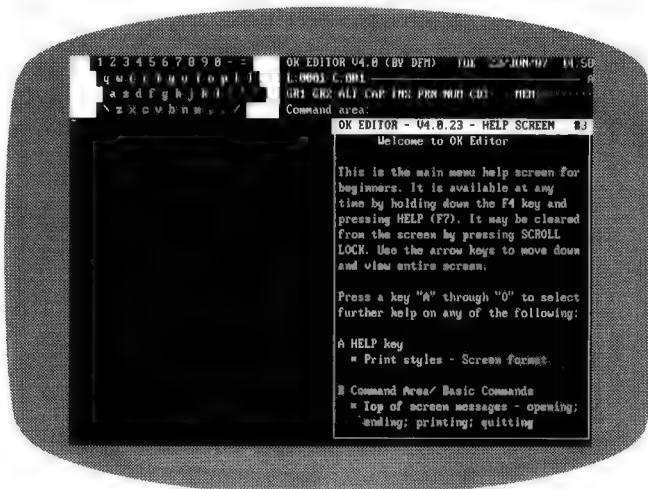 1 2 3 4 5 6 7 8 9 0 - =
q w
a s d f g h j k l
\ z x c v b n m , . /
OK EDITOR V4.0 (BY DFM) TUE
L:0001 C:001 A
GR1 GR2 ALT CAP INS PRN NUM MEM
Command area:
OK EDITOR - V4.0.23 - HELP SCREEN
Welcome to OK Editor
This is the main menu help screen for
beginners. It is available at any
time by holding down the F4 key and
pressing HELP (F7). It may be cleared
from the screen by pressing SCROLL
LOCK. Use the arrow keys to move down
and view entire screen.
Press a key "A" through "O" to select
further help on any of the following:
A HELP key
* Print styles - Screen format
B Command Area/ Basic Commands
* Top of screen messages - opening;
ending; printing; quitting